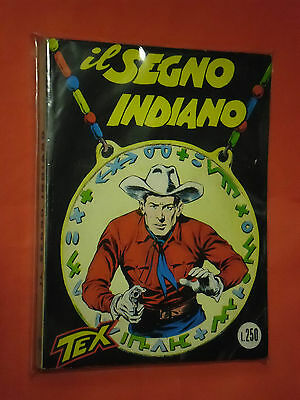 il SEGNO
INDIANO
TEX
L.250